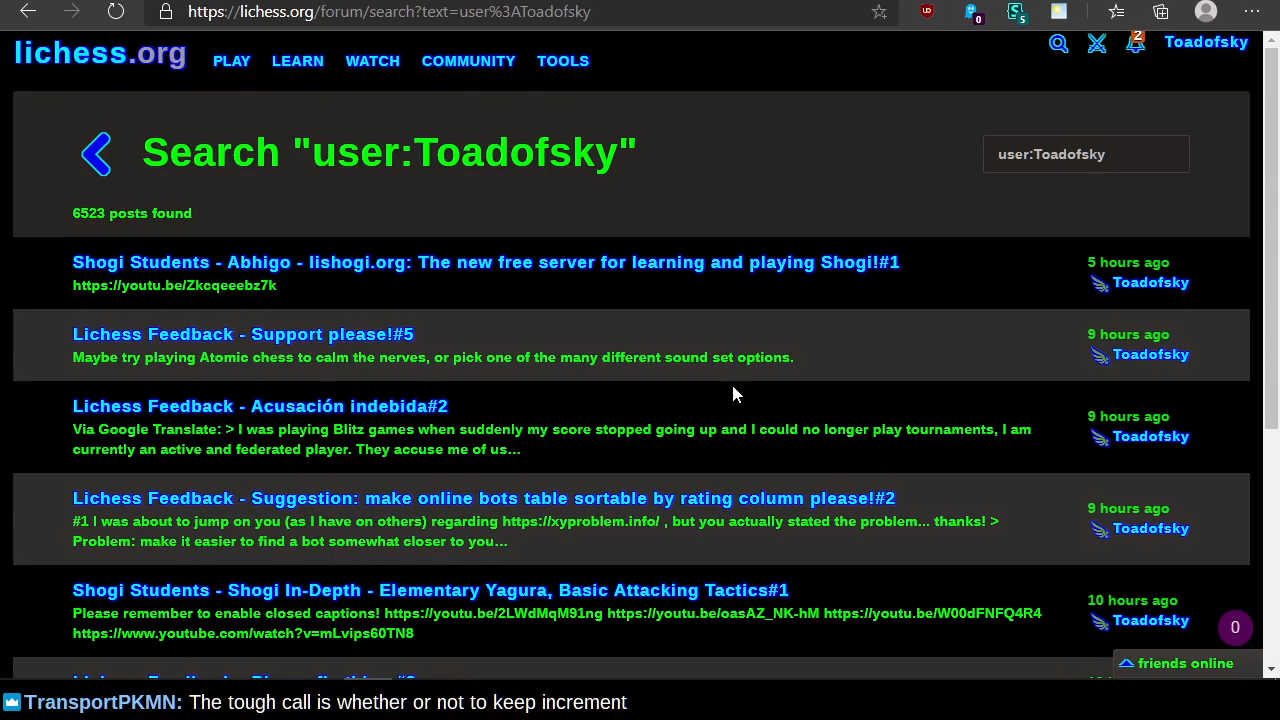 https://lichess.org/forum/search?text=user%3AToadofsky
0
5
lichess.org PLAY LEARN WATCH COMMUNITY TOOLS 2 Toadofsky
Search "user:Toadofsky"
user:Toadofsky
6523 posts found
Shogi Students - Abhigo - lishogi.org: The new free server for learning and playing Shogi!#1
https://youtu.be/Zkcqeeebz7k
5 hours ago
Toadofsky
Lichess Feedback - Support please!#5
Maybe try playing Atomic chess to calm the nerves, or pick one of the many different sound set options.
9 hours ago
Toadofsky
Lichess Feedback - Acusación indebida#2
Via Google Translate: > I was playing Blitz games when suddenly my score stopped going up and I could no longer play tournaments, I am
currently an active and federated player. They accuse me of us...
9 hours ago
Toadofsky
Lichess Feedback - Suggestion: make online bots table sortable by rating column please!#2
#1 I was about to jump on you (as I have on others) regarding https://xyproblem.info/ , but you actually stated the problem... thanks! >
Problem: make it easier to find a bot somewhat closer to you...
9 hours ago
Toadofsky
Shogi Students - Shogi In-Depth - Elementary Yagura, Basic Attacking Tactics#1
Please remember to enable closed captions! https://youtu.be/2LWdMqM91ng https://youtu.be/oasAZ_NK-hM https://youtu.be/W00dFNFQ4R4
https://www.youtube.com/watch?v=mLvips60TN8
10 hours ago
Toadofsky
0
friends online
TransportPKMN: The tough call is whether or not to keep increment